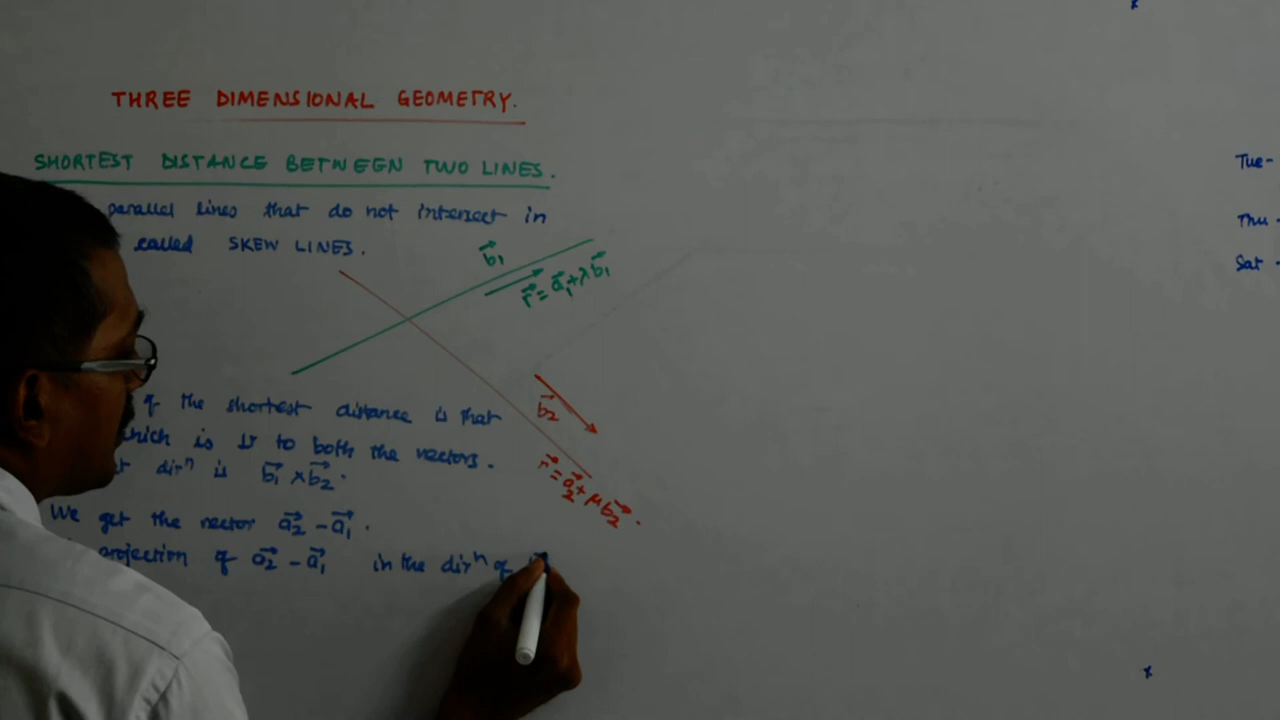 THREE DIMENSIONAL GEOMETRY.
SHORTEST DISTANCE BETWEEN TWO LINES.
parallel lines that do not intersect in
called SKEW LINES.
b⃗₁
r⃗ = a⃗₁ + λb⃗₁
b⃗₂
r⃗ = a⃗₂ + μb⃗₂.
of the shortest distance is that
which is ⊥r to both the vectors.
dirⁿ is b⃗₁ × b⃗₂.
We get the vector a⃗₂ - a⃗₁.
projection of a⃗₂ - a⃗₁ in the dirⁿ of
Tue-
Thu -
Sat -